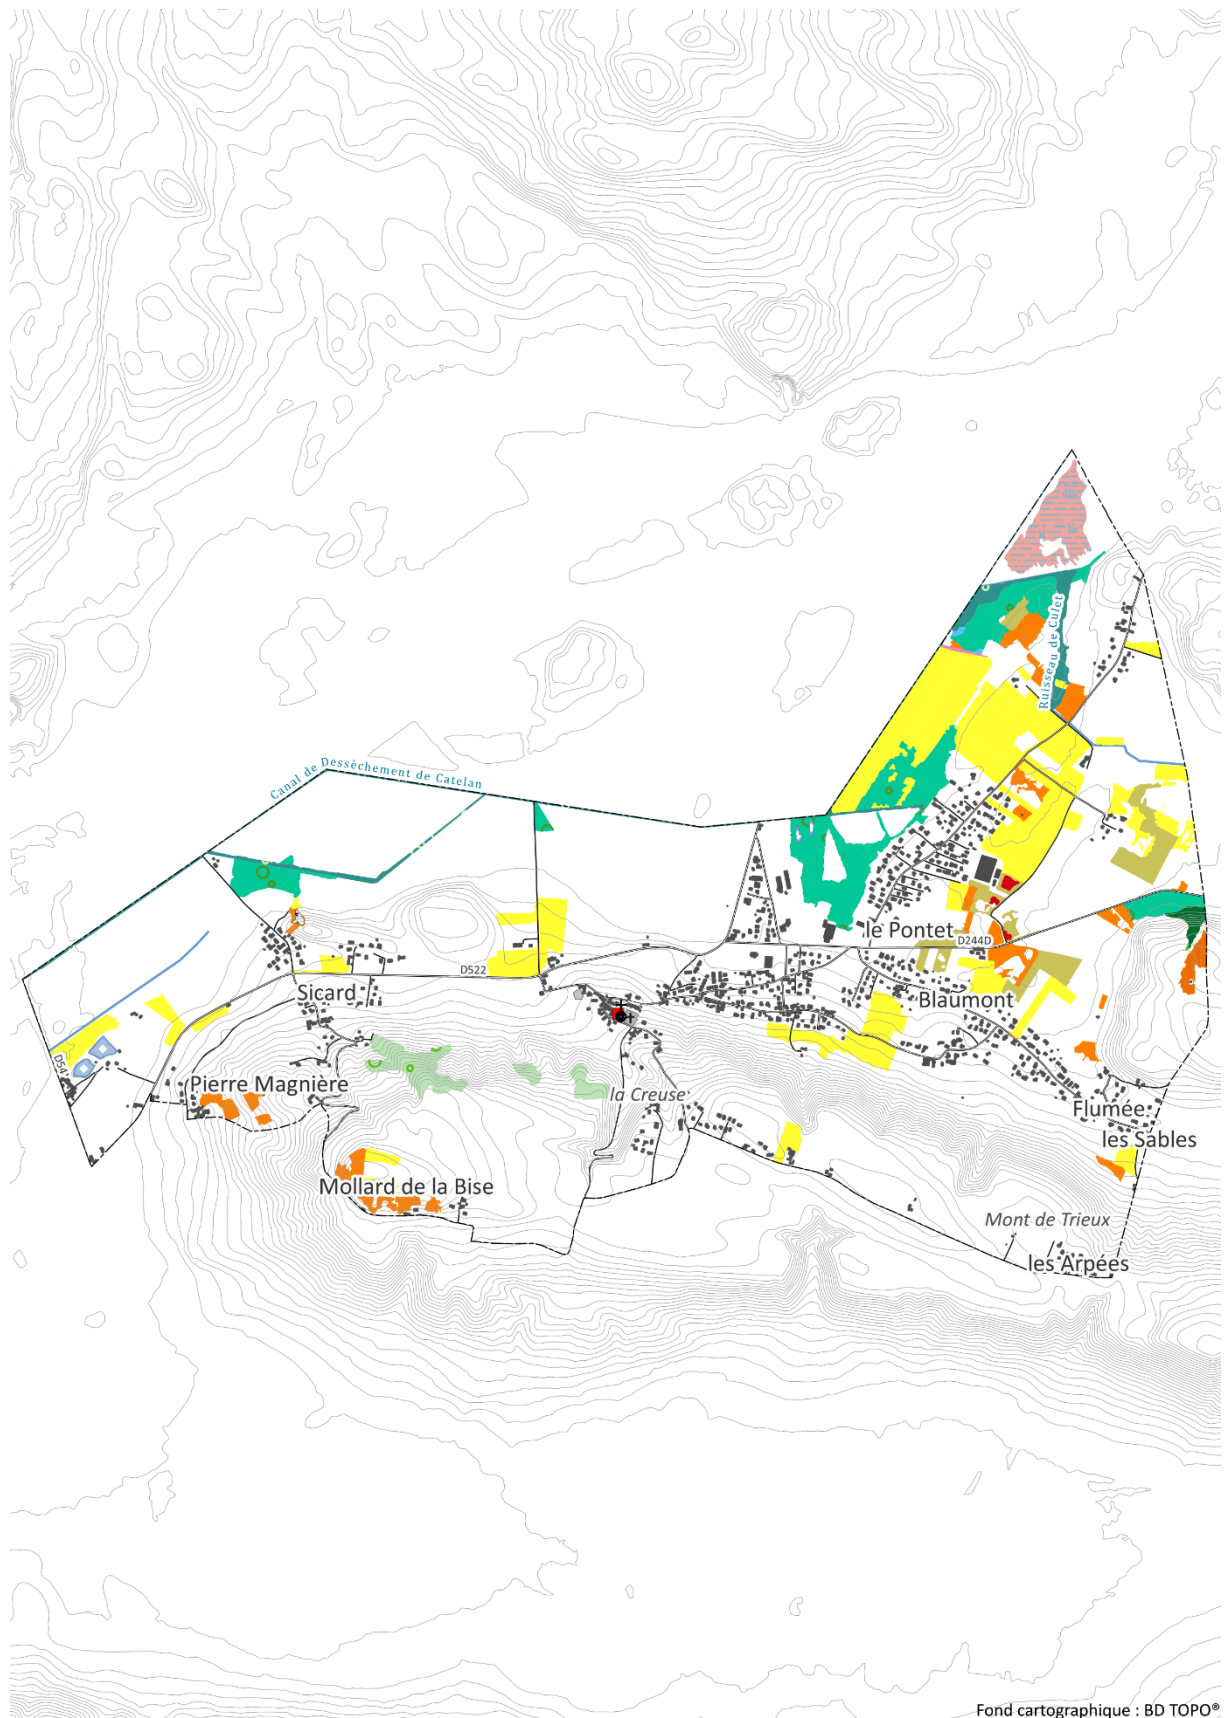 Ruisseau de Culet
Canal de Dessèchement de Catelan
le Pontet
D244D
D522
Sicard
Blaumont
D54
Pierre Magnière
la Creuse
Flumée
les Sables
Mollard de la Bise
Mont de Trieux
les Arpées
Fond cartographique : BD TOPO®